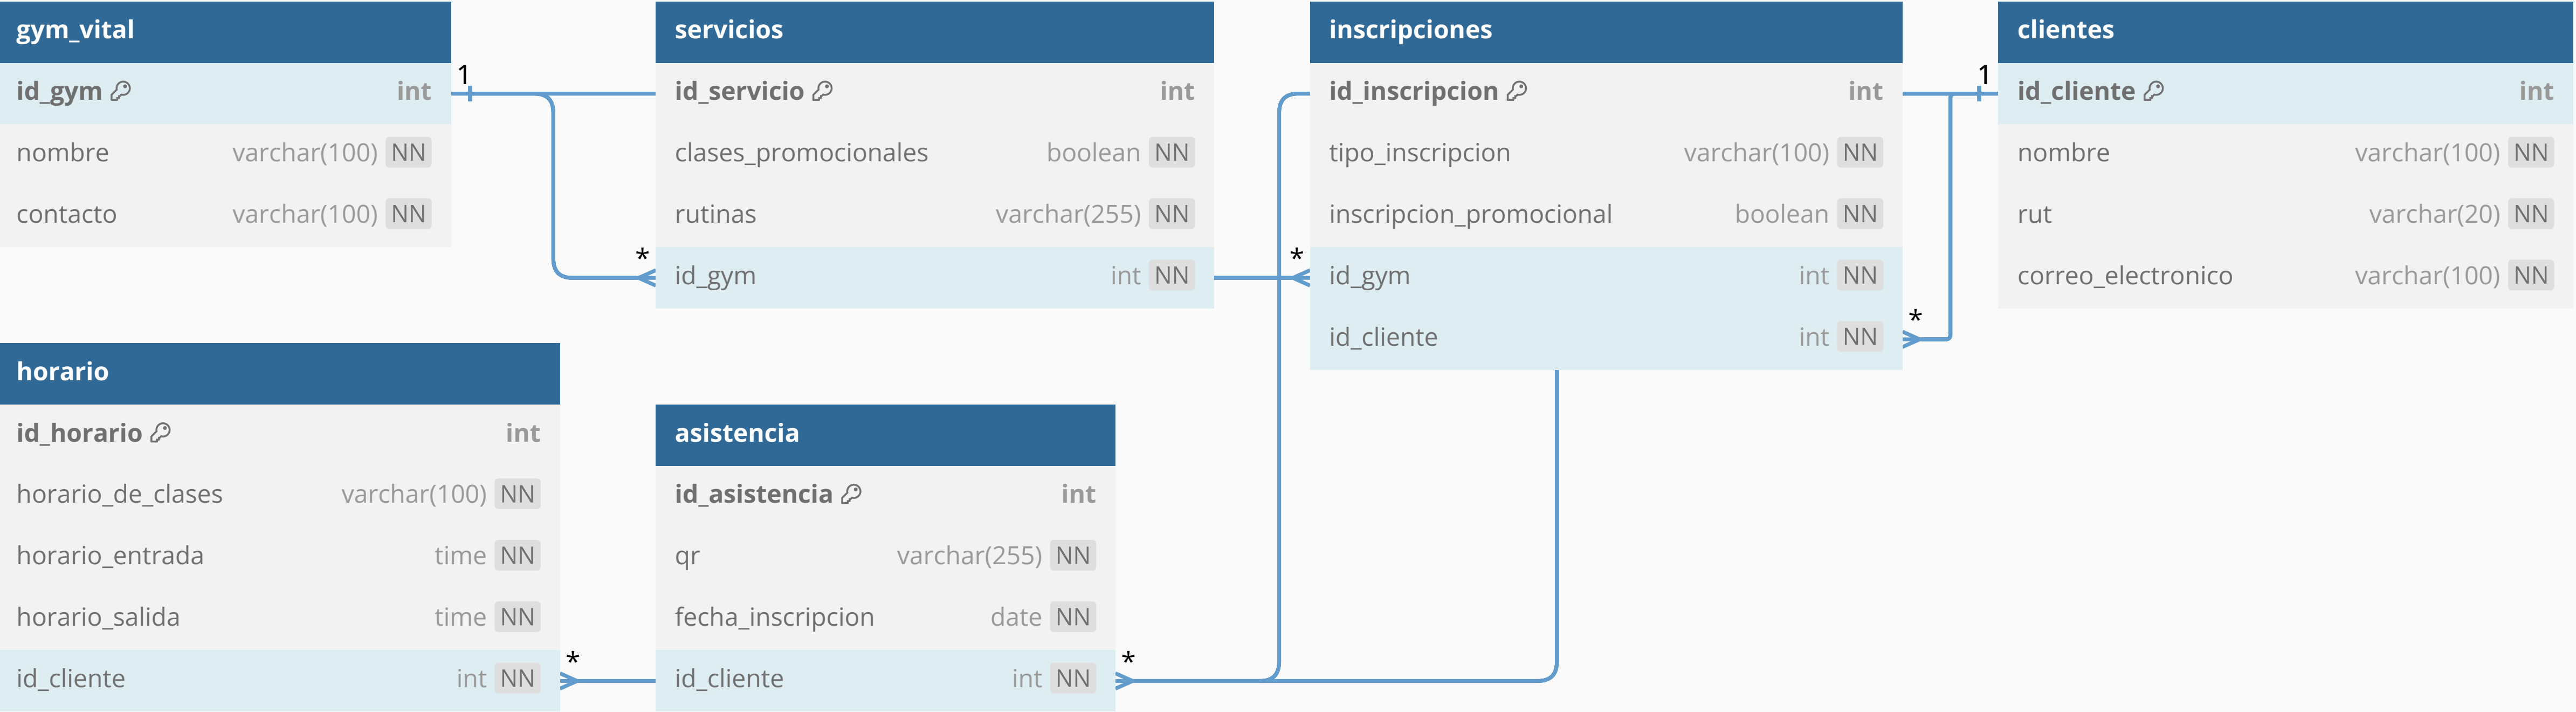 gym_vital
id_gym int
nombre varchar(100) NN
contacto varchar(100) NN
1
*
servicios
id_servicio int
clases_promocionales boolean NN
rutinas varchar(255) NN
id_gym int NN
*
inscripciones
id_inscripcion int
tipo_inscripcion varchar(100) NN
inscripcion_promocional boolean NN
id_gym int NN
id_cliente int NN
*
1
clientes
id_cliente int
nombre varchar(100) NN
rut varchar(20) NN
correo_electronico varchar(100) NN
horario
id_horario int
horario_de_clases varchar(100) NN
horario_entrada time NN
horario_salida time NN
id_cliente int NN
*
asistencia
id_asistencia int
qr varchar(255) NN
fecha_inscripcion date NN
id_cliente int NN
*